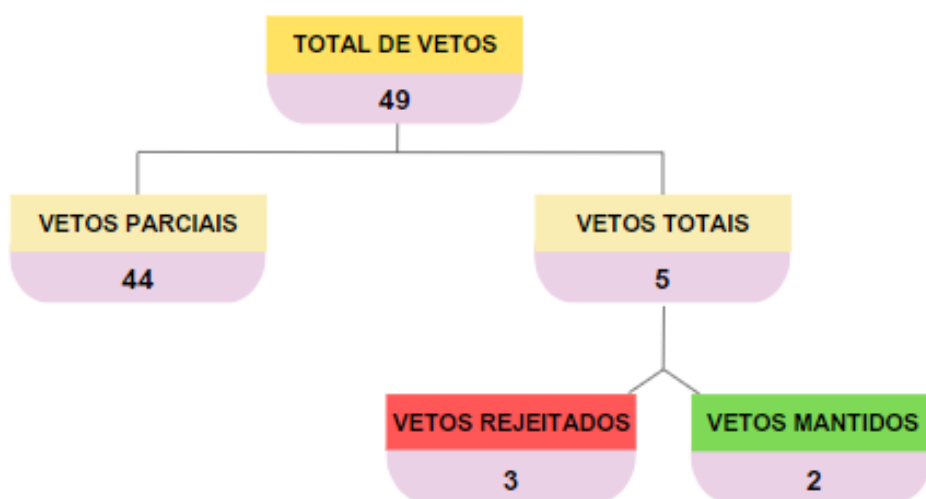 TOTAL DE VETOS
49
VETOS PARCIAIS
44
VETOS TOTAIS
5
VETOS REJEITADOS
3
VETOS MANTIDOS
2